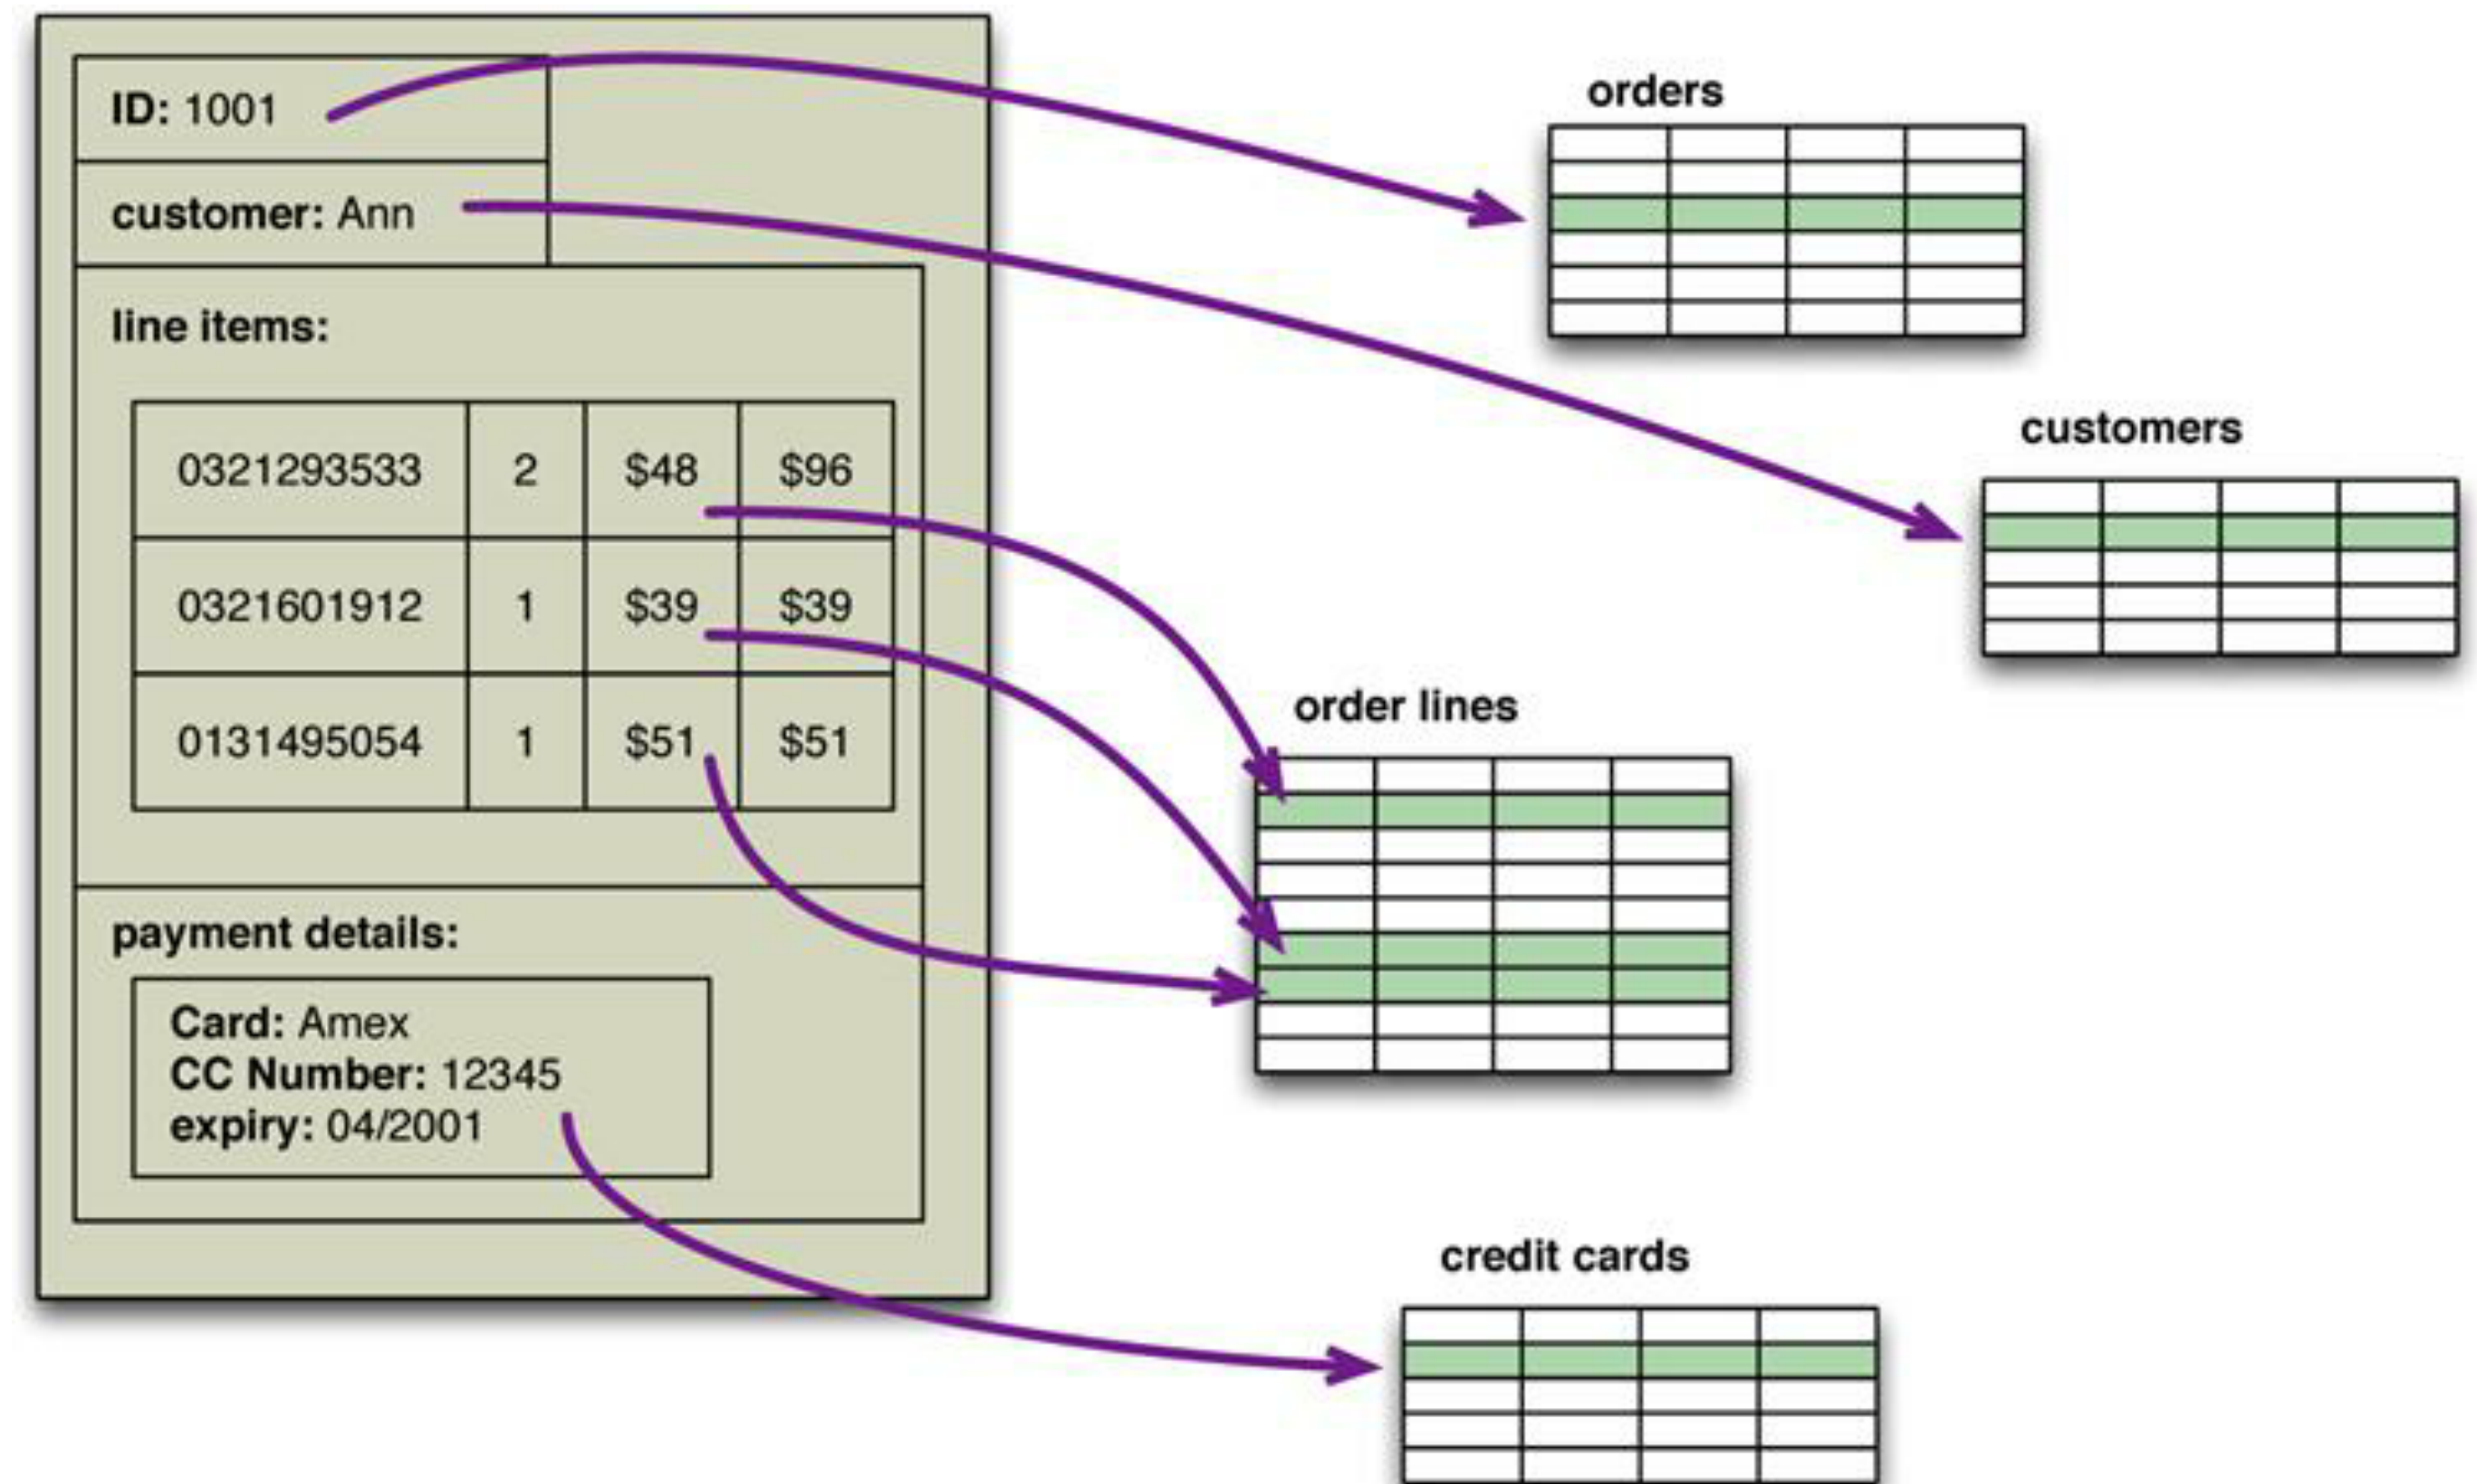 ID: 1001
customer: Ann
line items:
0321293533 2 $48 $96
0321601912 1 $39 $39
0131495054 1 $51 $51
payment details:
Card: Amex
CC Number: 12345
expiry: 04/2001
orders
customers
order lines
credit cards